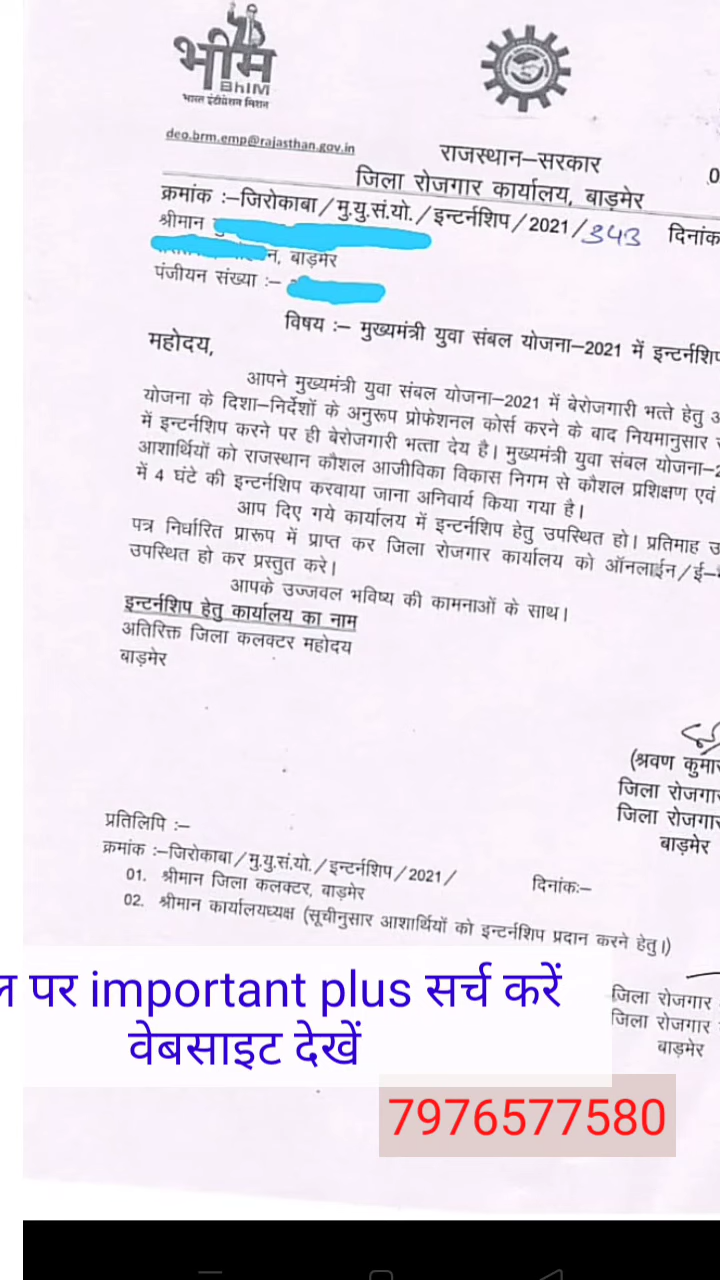 भीम
BHIM
भारत इंटीग्रेशन मिशन
deo.brm.emp@rajasthan.gov.in
राजस्थान–सरकार
जिला रोजगार कार्यालय, बाड़मेर
क्रमांक :–जिरोकाबा/मु.यु.सं.यो./इन्टर्नशिप/2021/343 दिनांक
श्रीमान
न, बाड़मेर
पंजीयन संख्या :–
विषय :– मुख्यमंत्री युवा संबल योजना–2021 में इन्टर्नशिप
महोदय,
आपने मुख्यमंत्री युवा संबल योजना–2021 में बेरोजगारी भत्ते हेतु
योजना के दिशा–निर्देशों के अनुरूप प्रोफेशनल कोर्स करने के बाद नियमानुसार
में इन्टर्नशिप करने पर ही बेरोजगारी भत्ता देय है। मुख्यमंत्री युवा संबल योजना–2
आशार्थियों को राजस्थान कौशल आजीविका विकास निगम से कौशल प्रशिक्षण एवं
में 4 घंटे की इन्टर्नशिप करवाया जाना अनिवार्य किया गया है।
आप दिए गये कार्यालय में इन्टर्नशिप हेतु उपस्थित हो। प्रतिमाह उ
पत्र निर्धारित प्रारूप में प्राप्त कर जिला रोजगार कार्यालय को ऑनलाईन/ई–
उपस्थित हो कर प्रस्तुत करे।
आपके उज्जवल भविष्य की कामनाओं के साथ।
इन्टर्नशिप हेतु कार्यालय का नाम
अतिरिक्त जिला कलक्टर महोदय
बाड़मेर
(श्रवण कुमार
जिला रोजगार
जिला रोजगार
बाड़मेर
प्रतिलिपि :–
क्रमांक :–जिरोकाबा/मु.यु.सं.यो./इन्टर्नशिप/2021/ दिनांकः–
01. श्रीमान जिला कलक्टर, बाड़मेर
02. श्रीमान कार्यालयध्यक्ष (सूचीनुसार आशार्थियों को इन्टर्नशिप प्रदान करने हेतु।)
जिला रोजगार
जिला रोजगार
बाड़मेर
ल पर important plus सर्च करें
वेबसाइट देखें
7976577580